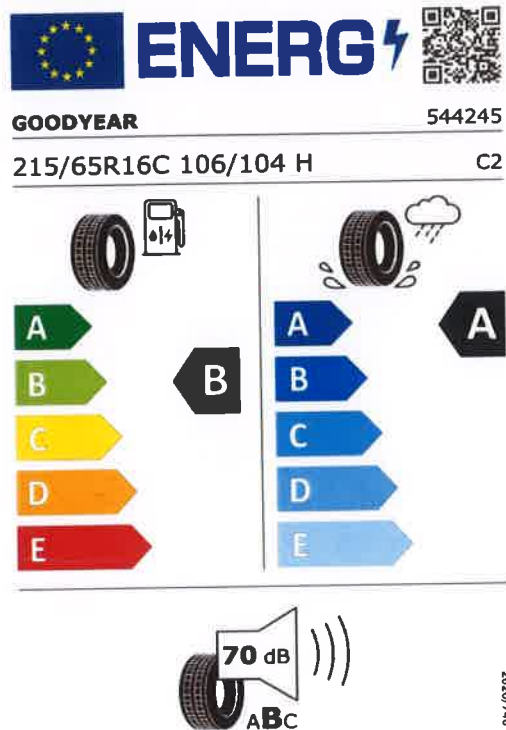 ENERG
GOODYEAR 544245
215/65R16C 106/104 H C2
A A
B B
C
D
E
A A
B
C
D
E
70 dB
ABC